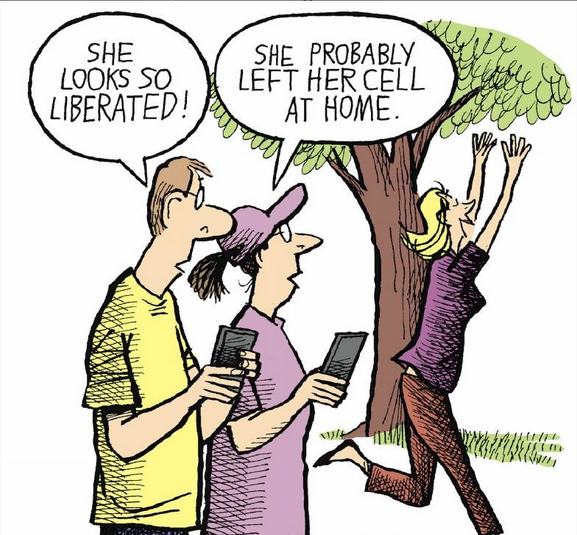 SHE
LOOKS SO
LIBERATED!
SHE PROBABLY
LEFT HER CELL
AT HOME.